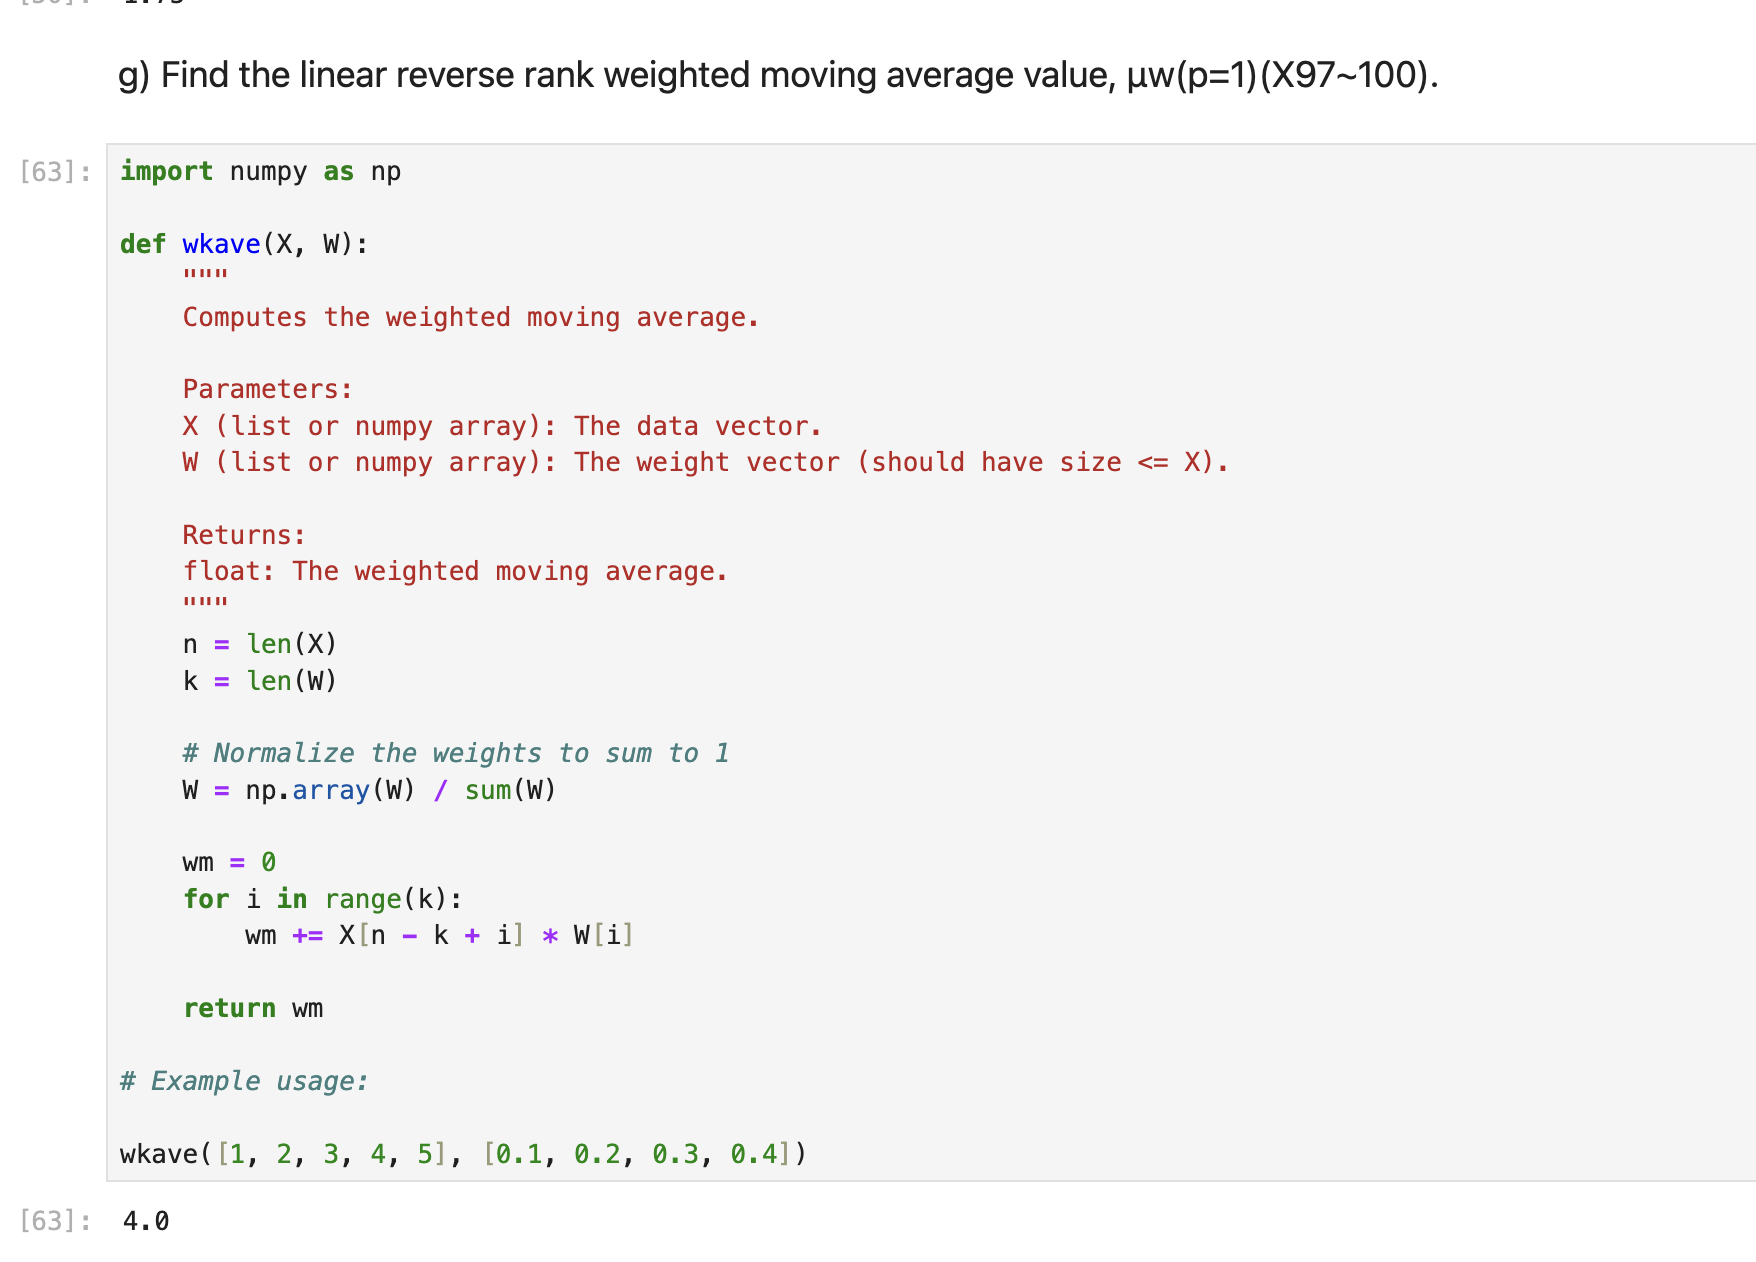 g) Find the linear reverse rank weighted moving average value, μw(p=1)(X97~100).
[63]:
import numpy as np
def wkave(X, W):
"""
Computes the weighted moving average.
Parameters:
X (list or numpy array): The data vector.
W (list or numpy array): The weight vector (should have size <= X).
Returns:
float: The weighted moving average.
"""
n = len(X)
k = len(W)
# Normalize the weights to sum to 1
W = np.array(W) / sum(W)
wm = 0
for i in range(k):
wm += X[n - k + i] * W[i]
return wm
# Example usage:
wkave([1, 2, 3, 4, 5], [0.1, 0.2, 0.3, 0.4])
[63]: 4.0